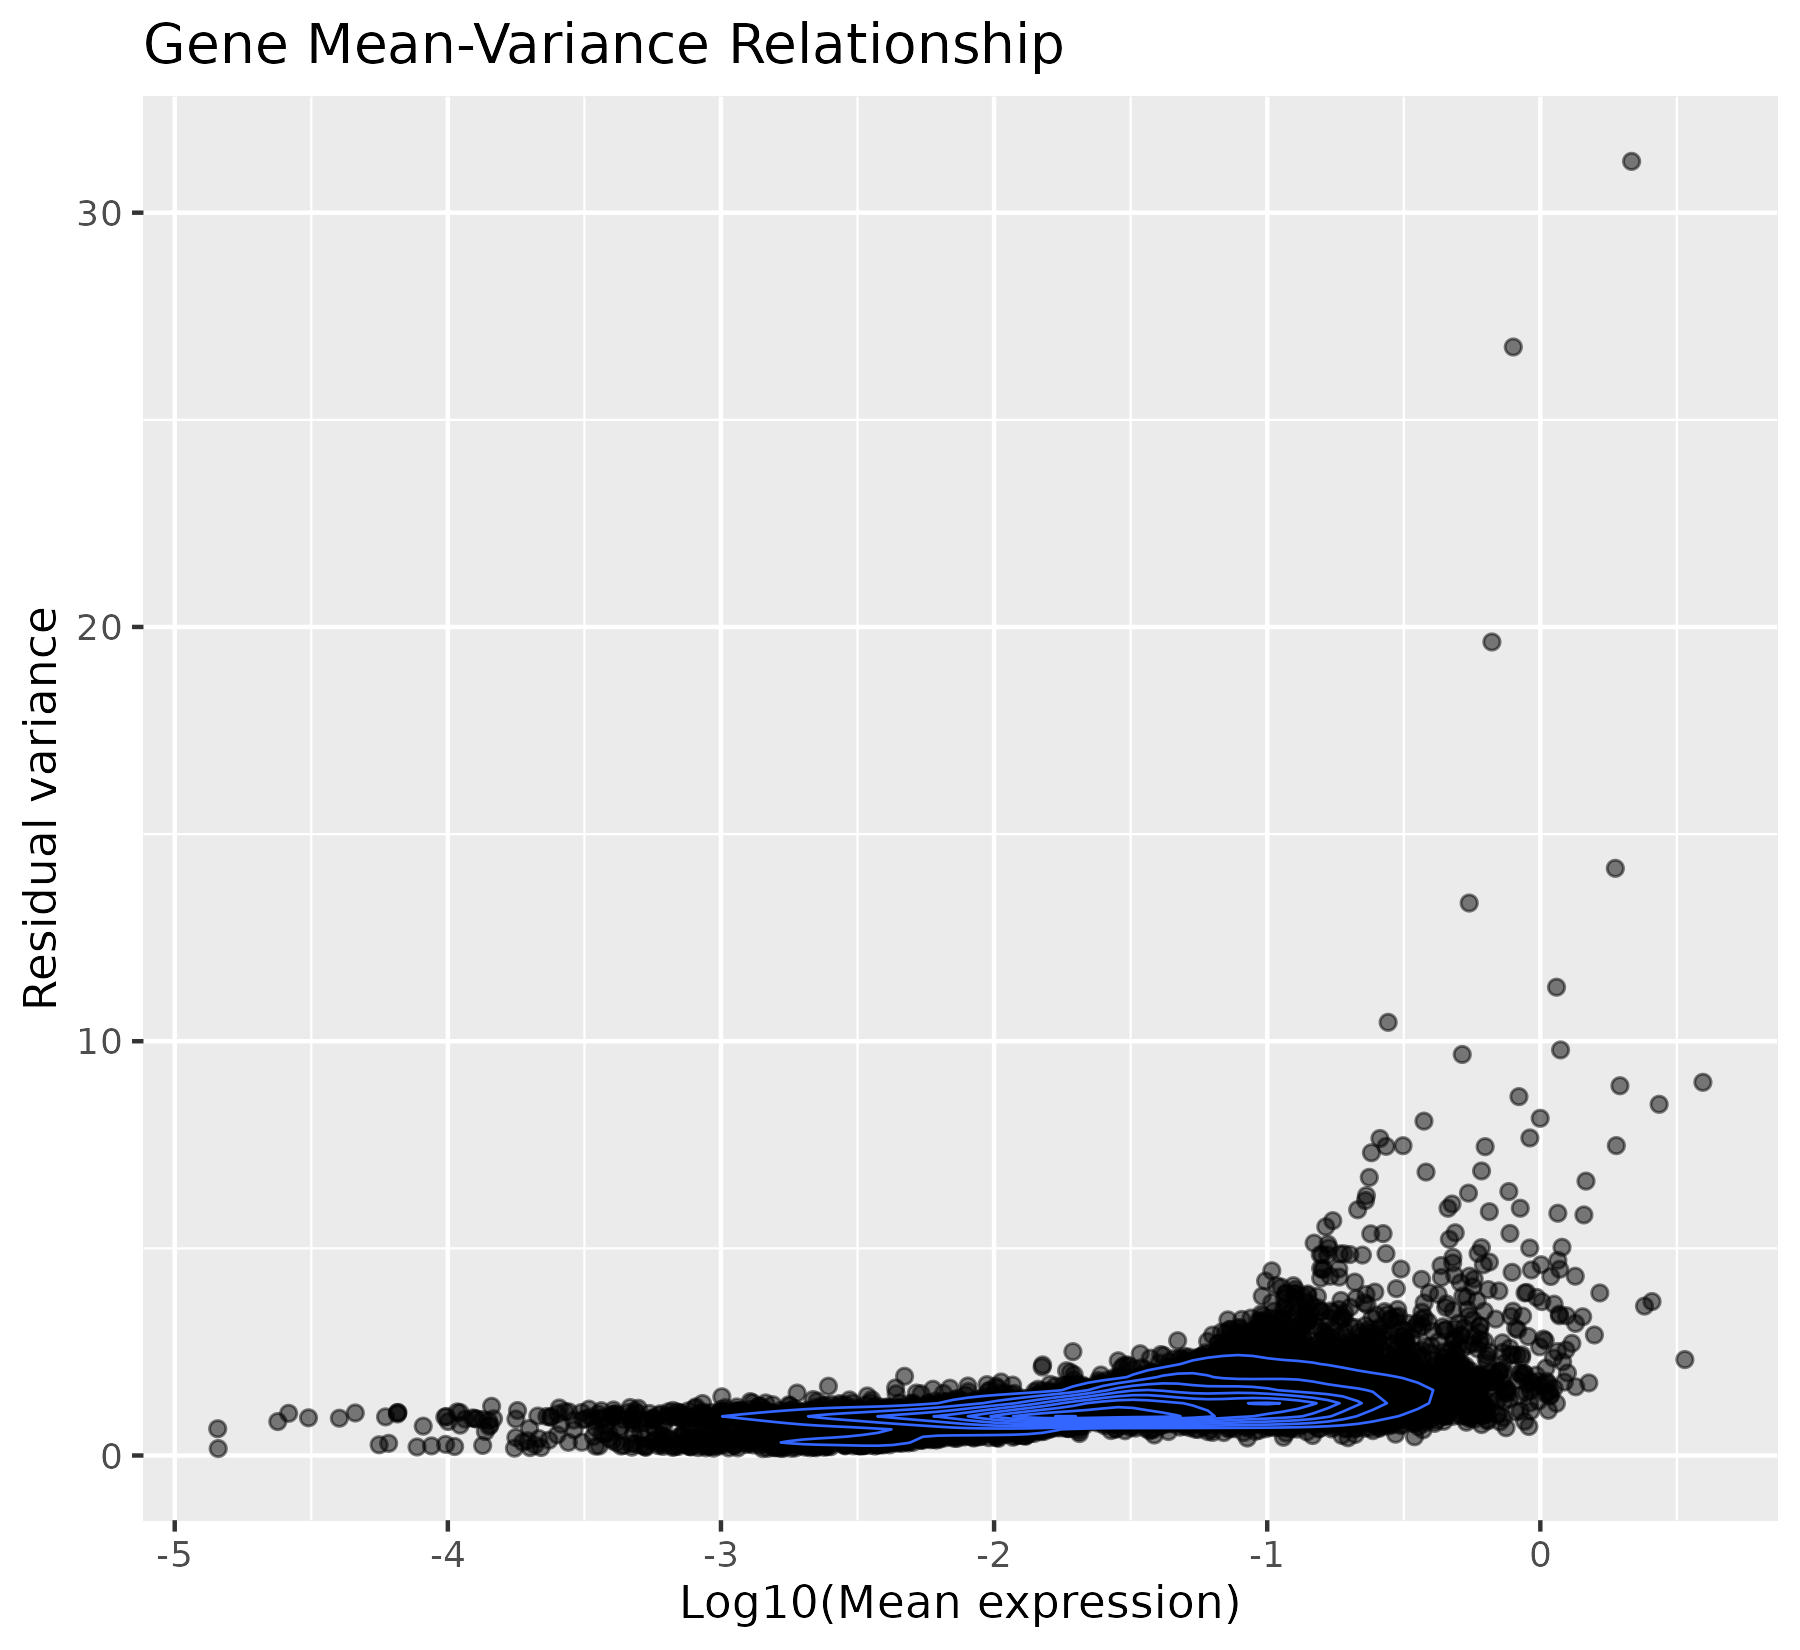 Gene Mean-Variance Relationship
Residual variance
30
20
10
0
-5 -4 -3 -2 -1 0
Log10(Mean expression)